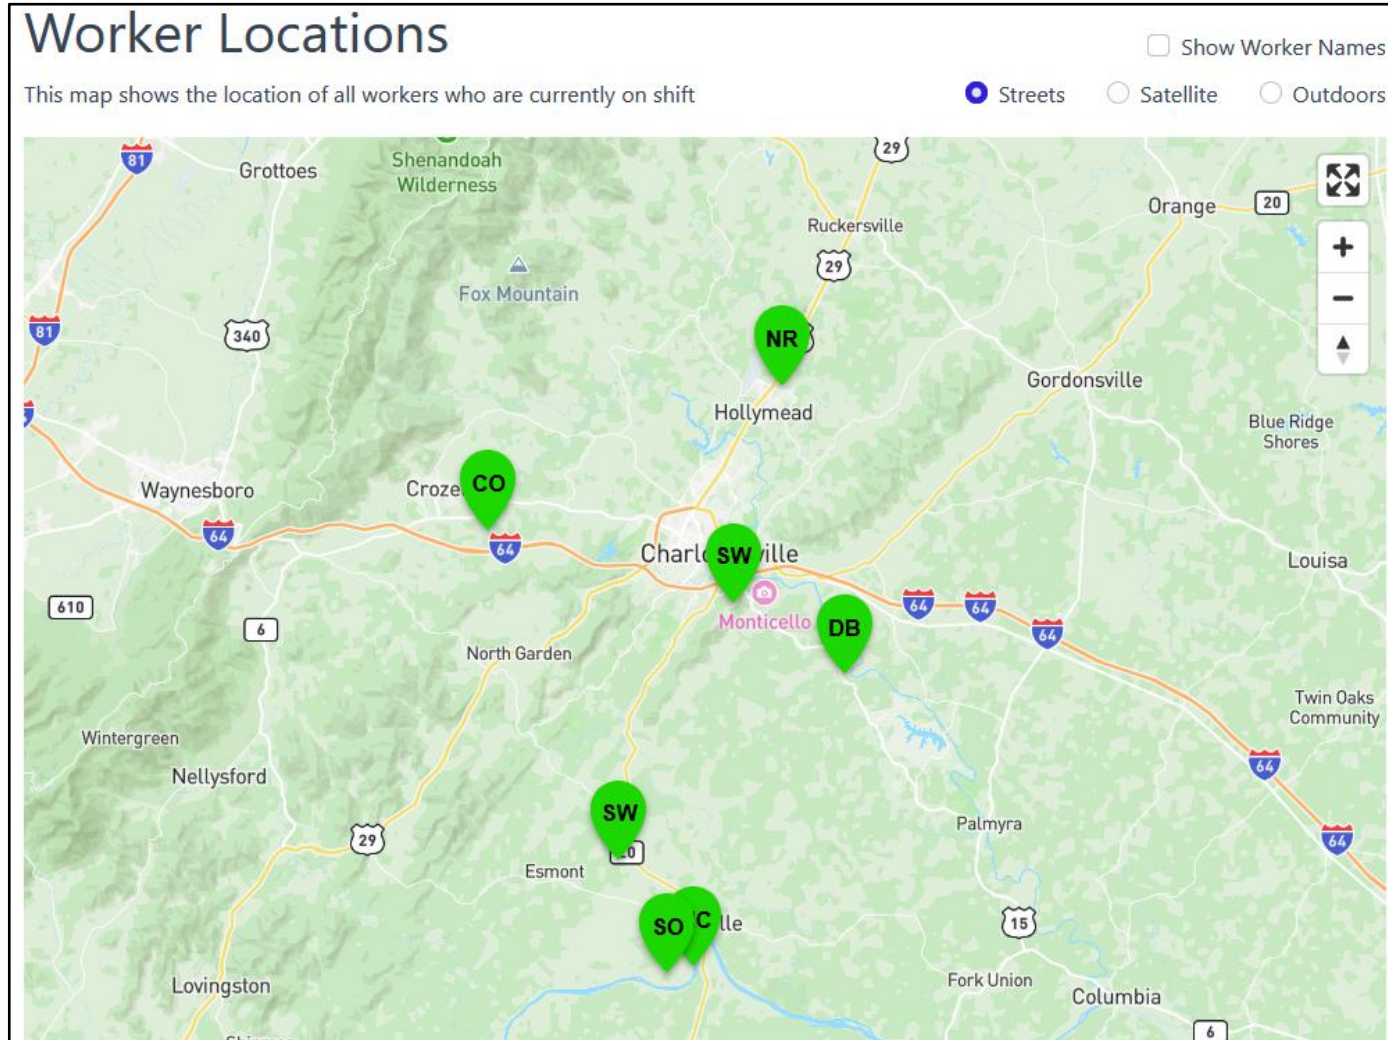 Worker Locations
Show Worker Names
This map shows the location of all workers who are currently on shift
Streets
Satellite
Outdoors
81
Grottoes
Shenandoah
Wilderness
29
Orange
20
Ruckersville
29
Fox Mountain
81
340
NR
Gordonsville
Hollymead
Blue Ridge
Shores
Waynesboro
CO
64
64
SW
Louisa
Monticello
610
6
64
64
64
DB
North Garden
Twin Oaks
Community
Wintergreen
Nellysford
64
SW
Palmyra
29
64
Esmont
SO
15
Lovingston
Fork Union
Columbia
6